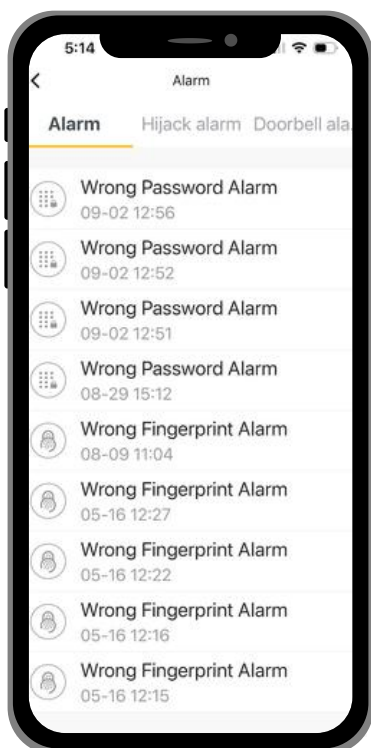 5:14
Alarm
Alarm Hijack alarm Doorbell ala
Wrong Password Alarm
09-02 12:56
Wrong Password Alarm
09-02 12:52
Wrong Password Alarm
09-02 12:51
Wrong Password Alarm
08-29 15:12
Wrong Fingerprint Alarm
08-09 11:04
Wrong Fingerprint Alarm
05-16 12:27
Wrong Fingerprint Alarm
05-16 12:22
Wrong Fingerprint Alarm
05-16 12:16
Wrong Fingerprint Alarm
05-16 12:15